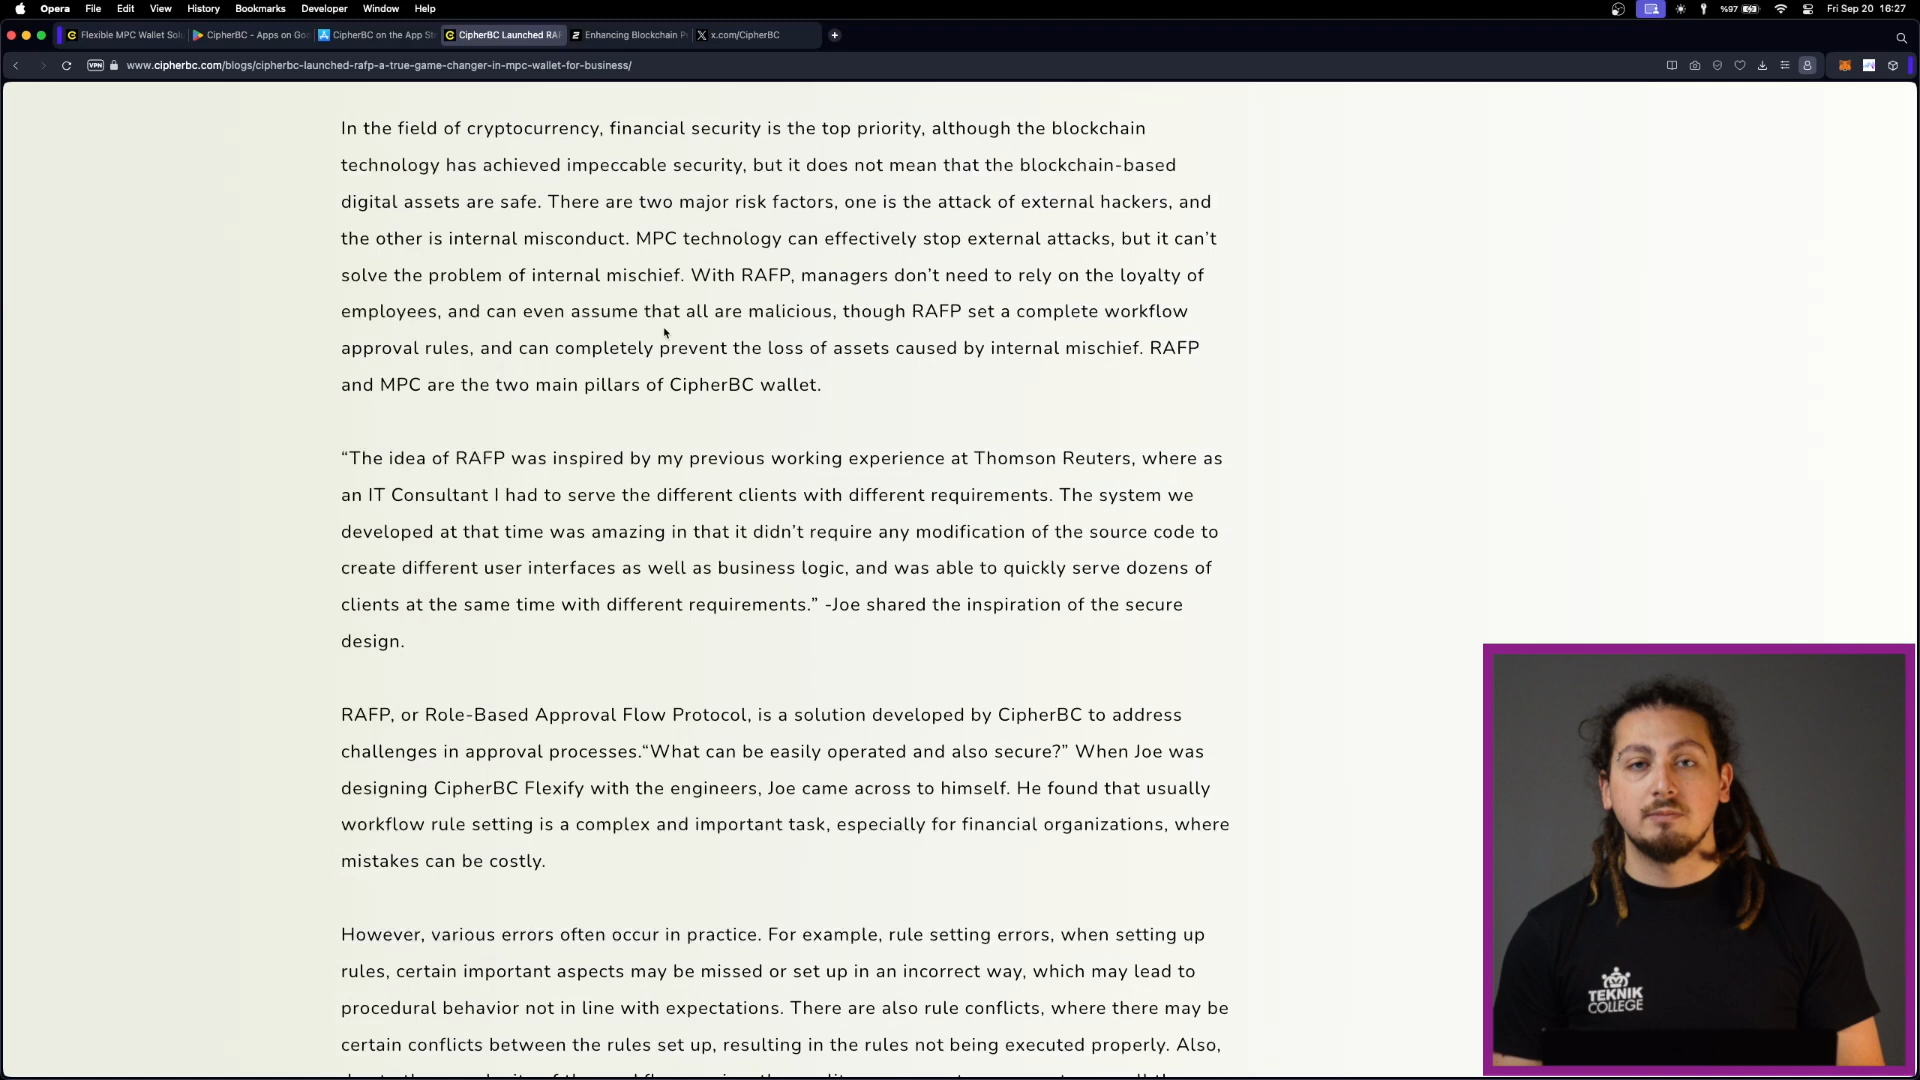 Opera File Edit View History Bookmarks Developer Window Help
%97 Fri Sep 20 16:27
Flexible MPC Wallet Solu CipherBC - Apps on Goo CipherBC on the App St CipherBC Launched RAF Enhancing Blockchain P x.com/CipherBC
VPN www.cipherbc.com/blogs/cipherbc-launched-rafp-a-true-game-changer-in-mpc-wallet-for-business/
In the field of cryptocurrency, financial security is the top priority, although the blockchain
technology has achieved impeccable security, but it does not mean that the blockchain-based
digital assets are safe. There are two major risk factors, one is the attack of external hackers, and
the other is internal misconduct. MPC technology can effectively stop external attacks, but it can’t
solve the problem of internal mischief. With RAFP, managers don’t need to rely on the loyalty of
employees, and can even assume that all are malicious, though RAFP set a complete workflow
approval rules, and can completely prevent the loss of assets caused by internal mischief. RAFP
and MPC are the two main pillars of CipherBC wallet.
“The idea of RAFP was inspired by my previous working experience at Thomson Reuters, where as
an IT Consultant I had to serve the different clients with different requirements. The system we
developed at that time was amazing in that it didn’t require any modification of the source code to
create different user interfaces as well as business logic, and was able to quickly serve dozens of
clients at the same time with different requirements.” -Joe shared the inspiration of the secure
design.
RAFP, or Role-Based Approval Flow Protocol, is a solution developed by CipherBC to address
challenges in approval processes.“What can be easily operated and also secure?” When Joe was
designing CipherBC Flexify with the engineers, Joe came across to himself. He found that usually
workflow rule setting is a complex and important task, especially for financial organizations, where
mistakes can be costly.
However, various errors often occur in practice. For example, rule setting errors, when setting up
rules, certain important aspects may be missed or set up in an incorrect way, which may lead to
procedural behavior not in line with expectations. There are also rule conflicts, where there may be
certain conflicts between the rules set up, resulting in the rules not being executed properly. Also,
TEKNIK
COLLEGE